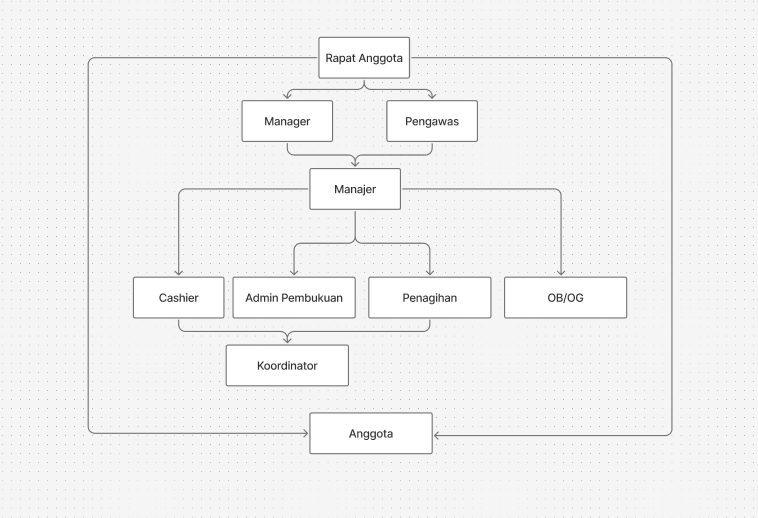 Rapat Anggota
Manager
Pengawas
Manajer
Cashier
Admin Pembukuan
Penagihan
OB/OG
Koordinator
Anggota